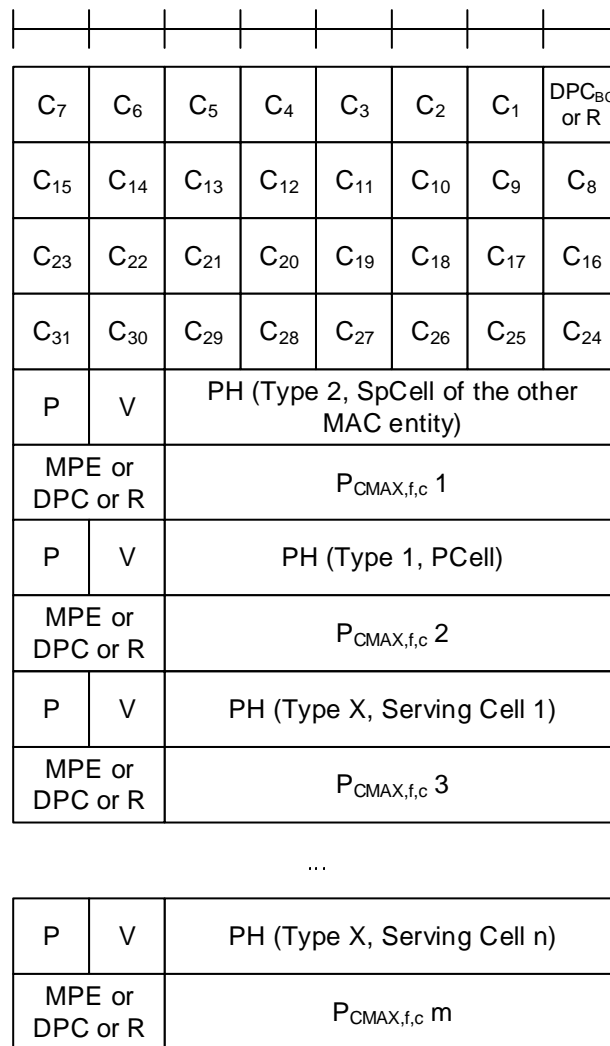 C7 C6 C5 C4 C3 C2 C1 DPCBC or R
C15 C14 C13 C12 C11 C10 C9 C8
C23 C22 C21 C20 C19 C18 C17 C16
C31 C30 C29 C28 C27 C26 C25 C24
P V PH (Type 2, SpCell of the other
MAC entity)
MPE or
DPC or R
PCMAX,f,c 1
P V PH (Type 1, PCell)
MPE or
DPC or R
PCMAX,f,c 2
P V PH (Type X, Serving Cell 1)
MPE or
DPC or R
PCMAX,f,c 3
...
P V PH (Type X, Serving Cell n)
MPE or
DPC or R
PCMAX,f,c m